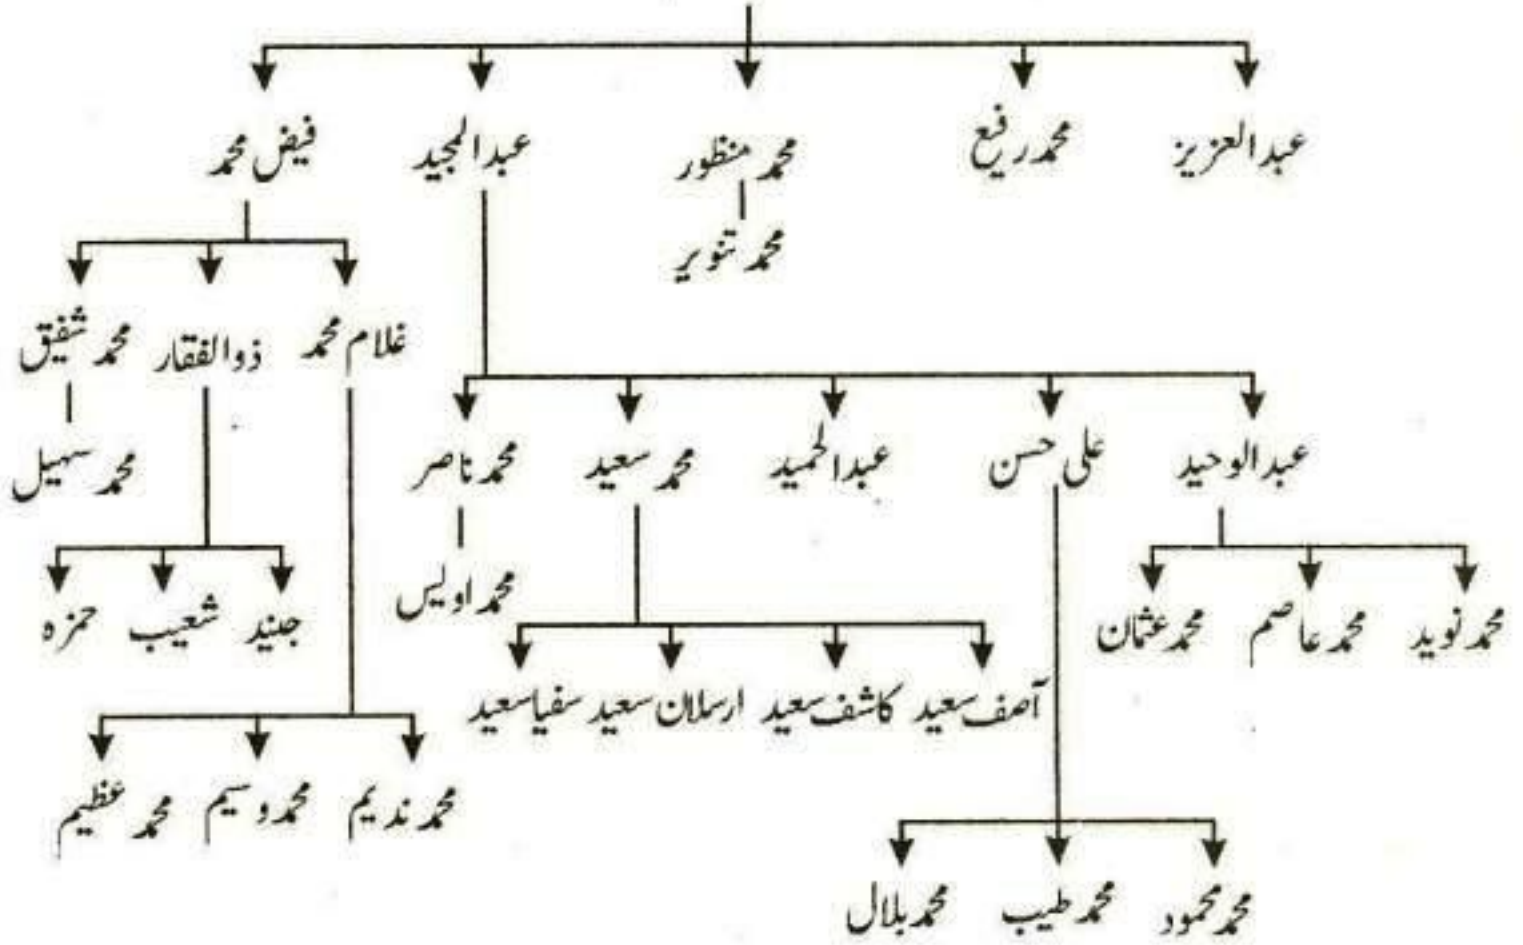 عبدالعزیز محمد رفیع محمد منظور عبدالمجید فیض محمد
محمد تنویر
غلام محمد ذوالفقار محمد شفیق
عبدالوحید علی حسن عبدالحمید محمد سعید محمد ناصر محمد سہیل
محمد اویس
محمد نوید محمد عاصم محمد عثمان جنید شعیب حمزہ
آصف سعید کاشف سعید ارسلان سعید سفیا سعید
محمد ندیم محمد وسیم محمد عظیم
محمد محمود محمد طیب محمد بلال